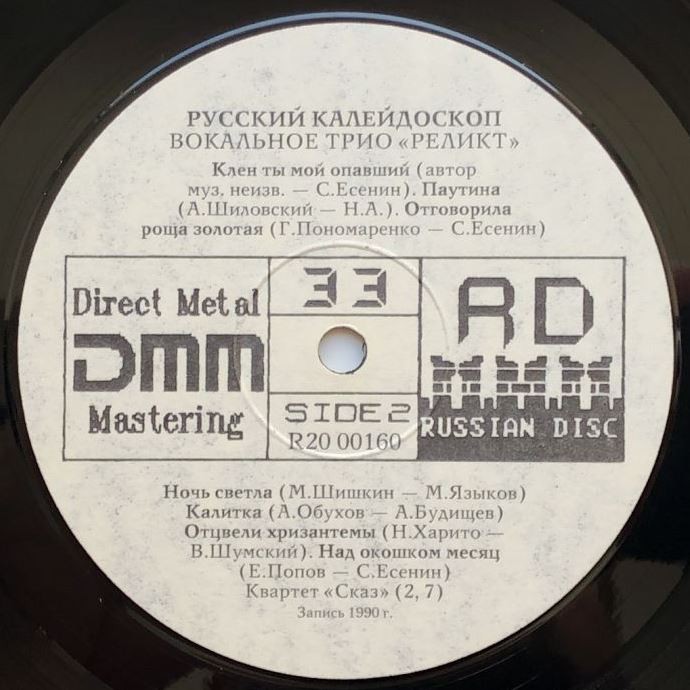 РУССКИЙ КАЛЕЙДОСКОП
ВОКАЛЬНОЕ ТРИО «РЕЛИКТ»
Клен ты мой опавший (автор
муз. неизв. — С.Есенин). Паутина
(А.Шиловский — Н.А.). Отговорила
роща золотая (Г.Пономаренко — С.Есенин)
Direct Metal
DMM
Mastering
33
SIDE 2
R20 00160
RD
RUSSIAN DISC
Ночь светла (М.Шишкин — М.Языков)
Калитка (А.Обухов — А.Будищев)
Отцвели хризантемы (Н.Харито —
В.Шумский). Над окошком месяц
(Е.Попов — С.Есенин)
Квартет «Сказ» (2, 7)
Запись 1990 г.